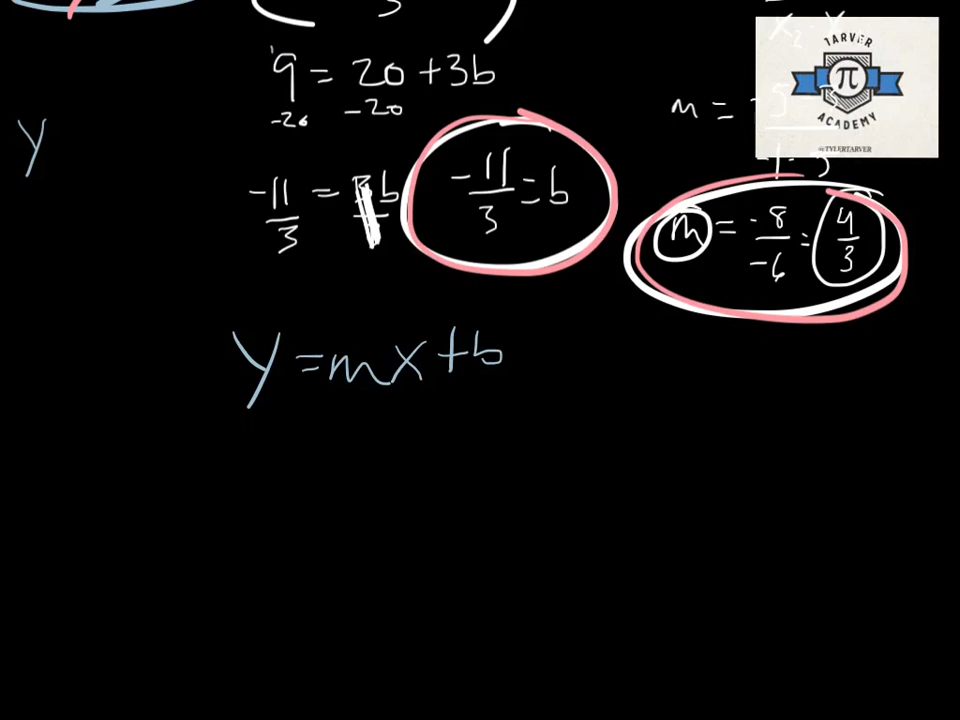 9 = 20 + 3b
-20 -20
-11/3 = 3b
-11/3 = b
m =
m = -8/-6 = 4/3
TARVER
π
ACADEMY
@TYLERTARVER
y
y = mx + b